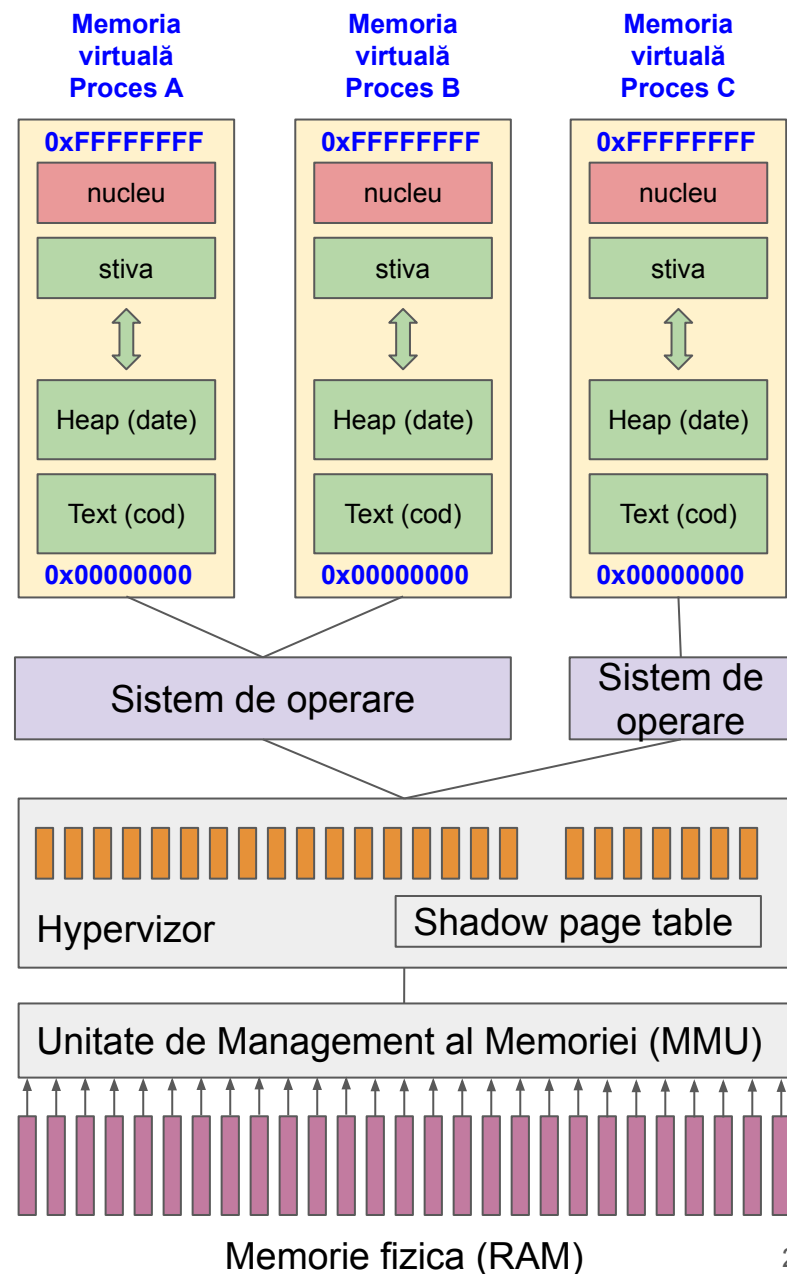 Memoria
virtuală
Proces A
Memoria
virtuală
Proces B
Memoria
virtuală
Proces C
0xFFFFFFFF
nucleu
stiva
Heap (date)
Text (cod)
0x00000000
0xFFFFFFFF
nucleu
stiva
Heap (date)
Text (cod)
0x00000000
0xFFFFFFFF
nucleu
stiva
Heap (date)
Text (cod)
0x00000000
Sistem de operare
Sistem de
operare
Hypervizor
Shadow page table
Unitate de Management al Memoriei (MMU)
Memorie fizica (RAM)